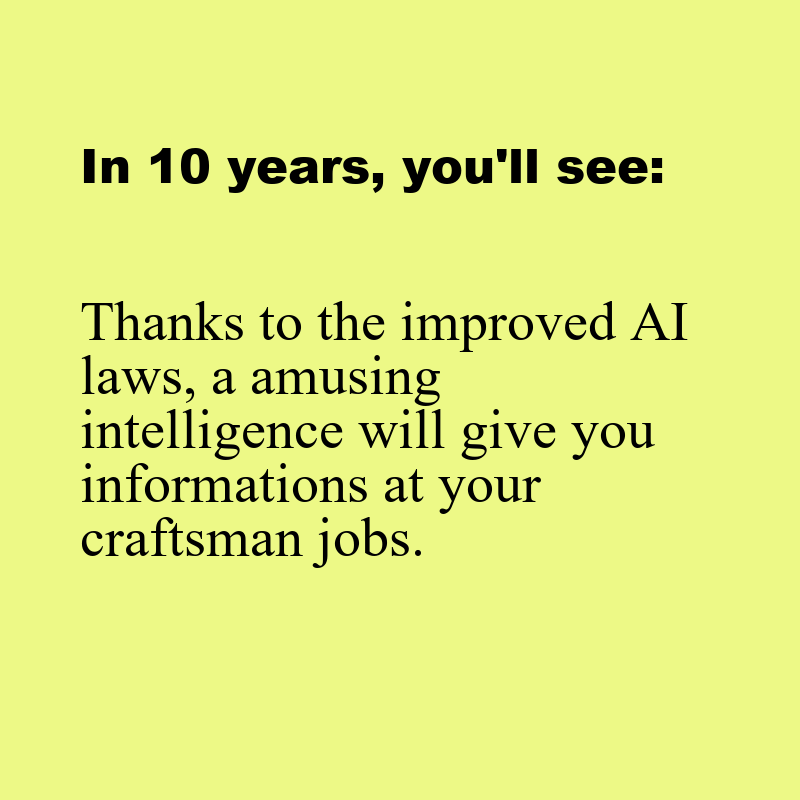 In 10 years, you'll see:
Thanks to the improved AI
laws, a amusing
intelligence will give you
informations at your
craftsman jobs.